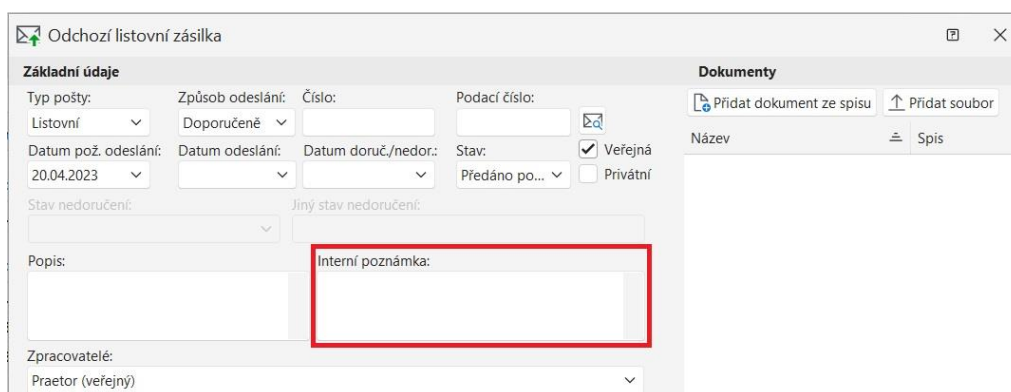 Odchozí listovní zásilka
Základní údaje
Typ pošty: Způsob odeslání: Číslo: Podací číslo:
Listovní Doporučeně
Datum pož. odeslání: Datum odeslání: Datum doruč./nedor.: Stav: Veřejná
20.04.2023 Předáno po... Privátní
Stav nedoručení: Jiný stav nedoručení:
Popis: Interní poznámka:
Zpracovatelé:
Praetor (veřejný)
Dokumenty
Přidat dokument ze spisu Přidat soubor
Název Spis